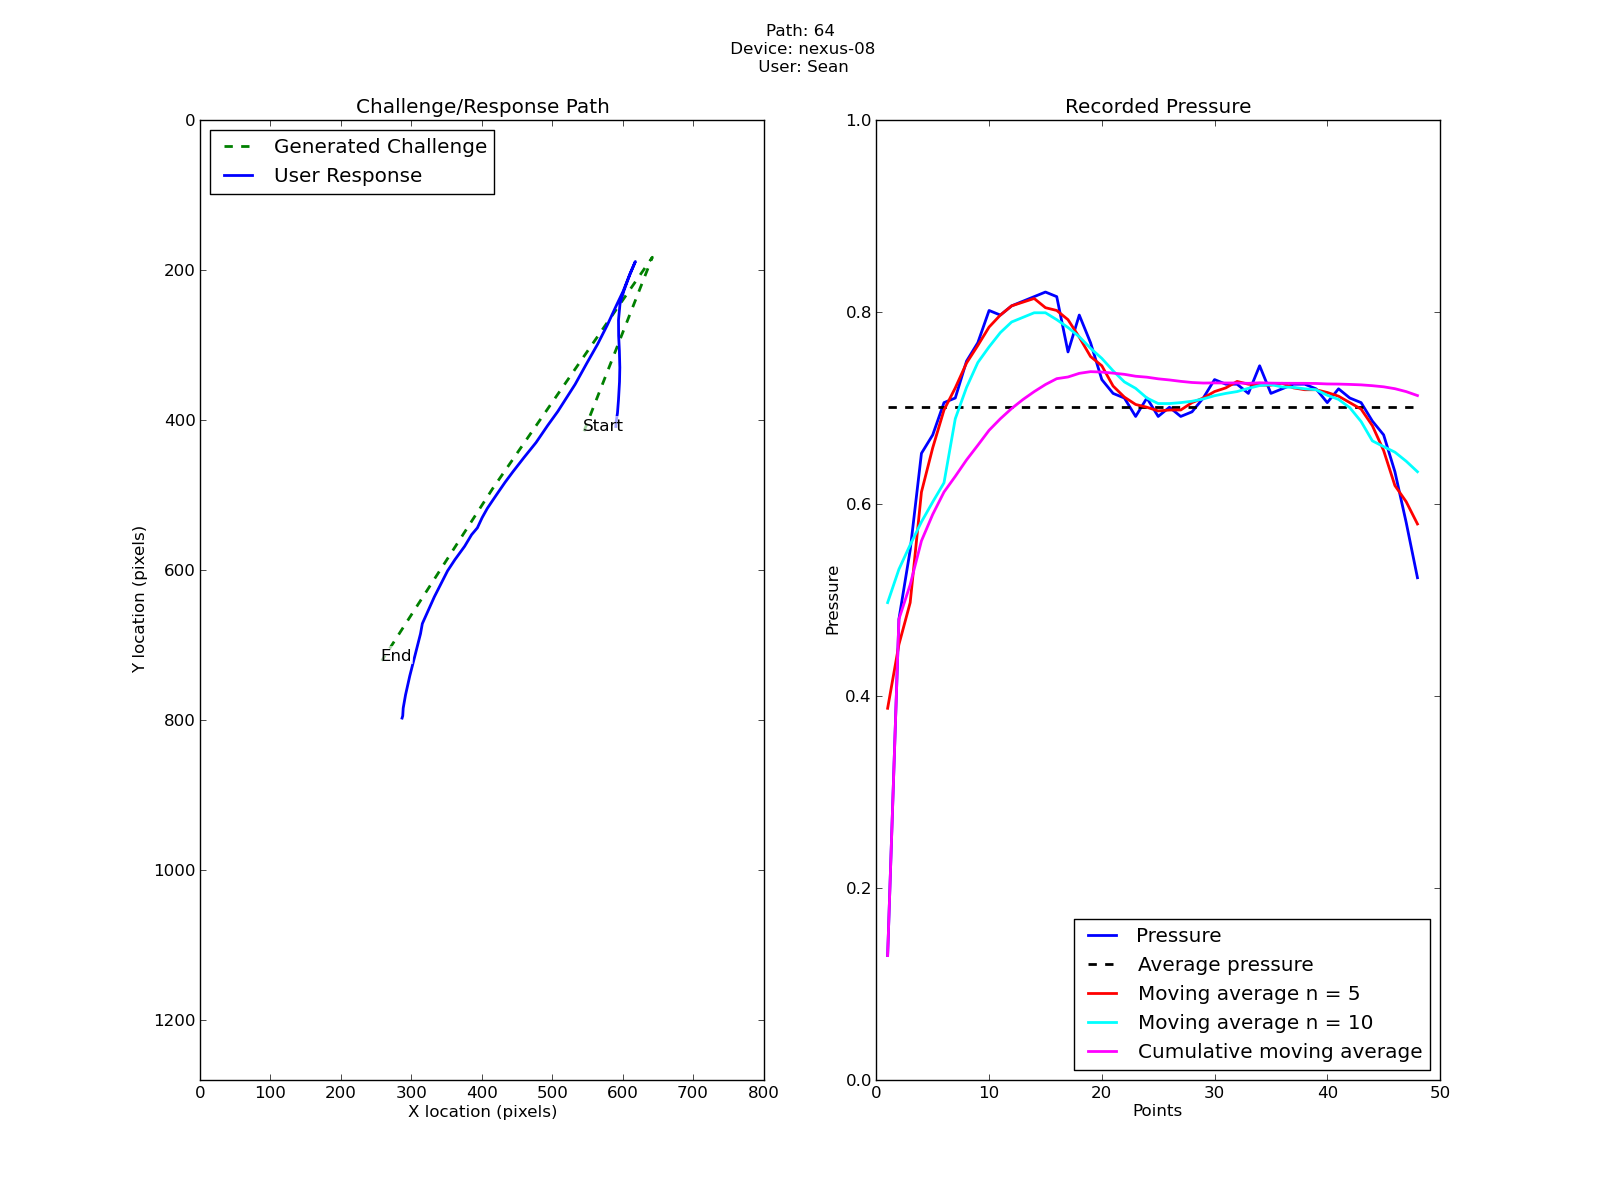 Path: 64
Device: nexus-08
User: Sean
Challenge/Response Path
Generated Challenge
User Response
0
200
400
600
800
1000
1200
Y location (pixels)
Start
End
0 100 200 300 400 500 600 700 800
X location (pixels)
Recorded Pressure
1.0
0.8
0.6
0.4
0.2
0.0
Pressure
Pressure
Average pressure
Moving average n = 5
Moving average n = 10
Cumulative moving average
0 10 20 30 40 50
Points